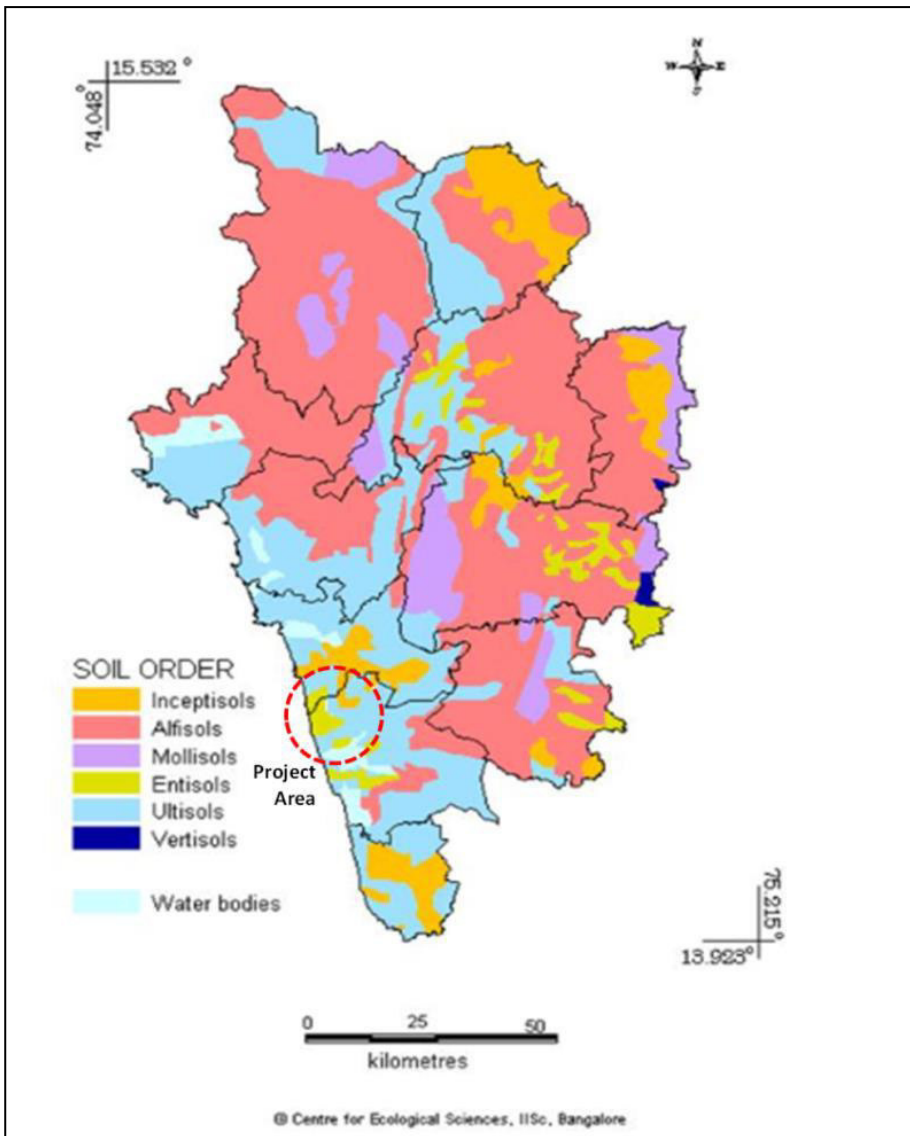 15.532 °
74.048 °
N
W E
S
SOIL ORDER
Inceptisols
Alfisols
Mollisols
Entisols
Ultisols
Vertisols
Water bodies
Project
Area
75.215 °
13.923 °
0 25 50
kilometres
@ Centre for Ecological Sciences, IISc, Bangalore